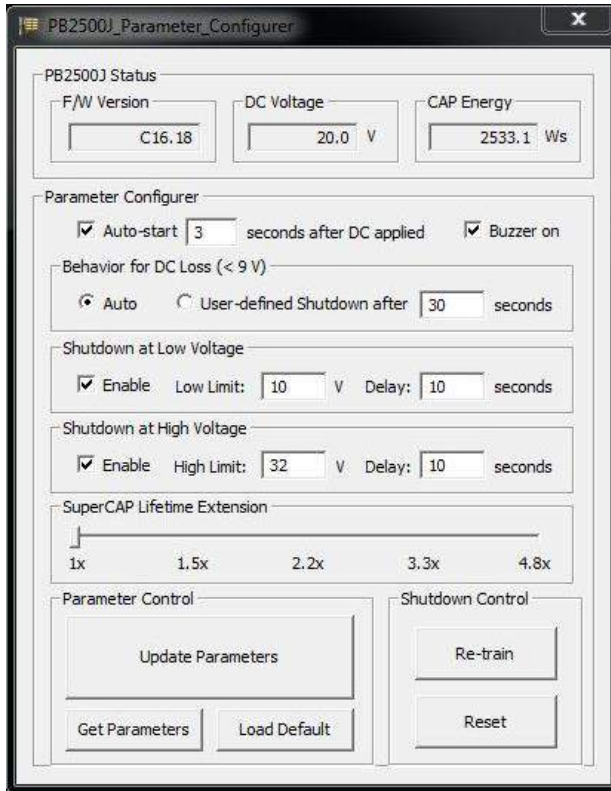 PB2500J_Parameter_Configurer
PB2500J Status
F/W Version DC Voltage CAP Energy
C16.18 20.0 V 2533.1 Ws
Parameter Configurer
Auto-start 3 seconds after DC applied Buzzer on
Behavior for DC Loss (< 9 V)
Auto User-defined Shutdown after 30 seconds
Shutdown at Low Voltage
Enable Low Limit: 10 V Delay: 10 seconds
Shutdown at High Voltage
Enable High Limit: 32 V Delay: 10 seconds
SuperCAP Lifetime Extension
1x 1.5x 2.2x 3.3x 4.8x
Parameter Control Shutdown Control
Update Parameters Re-train
Get Parameters Load Default Reset